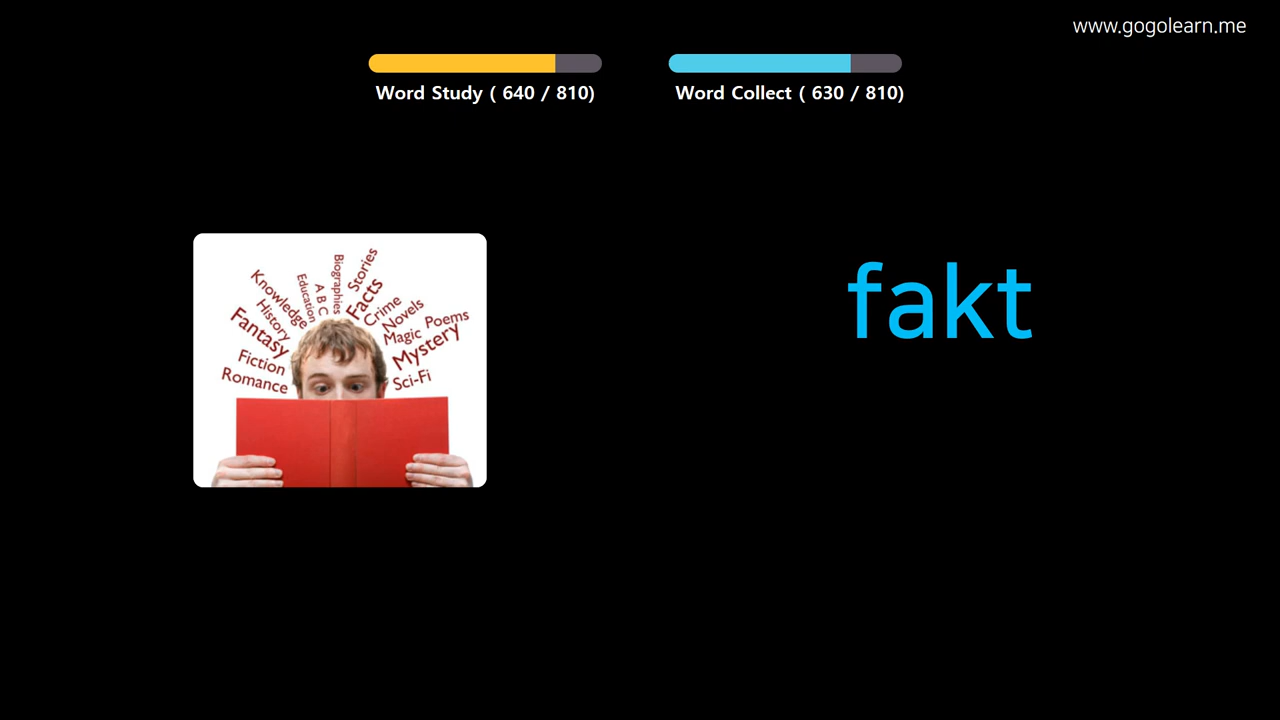 www.gogolearn.me
Word Study ( 640 / 810)
Word Collect ( 630 / 810)
fakt
Knowledge
History
Fantasy
Fiction
Romance
Education
A B C
Biographies
Stories
Facts
Crime
Novels
Magic
Poems
Mystery
Sci-Fi